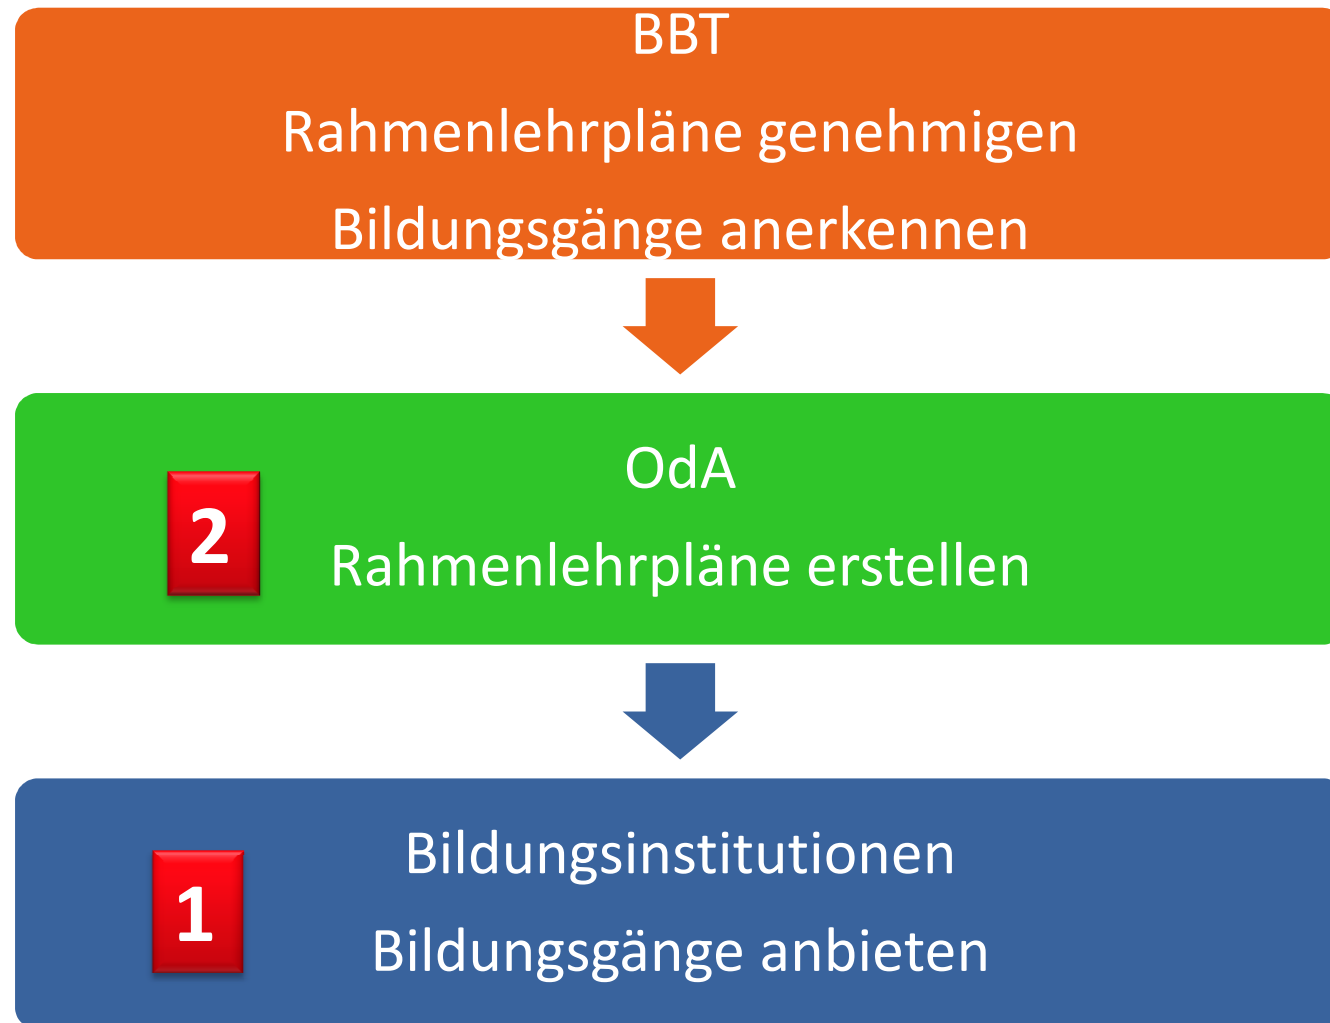 BBT
Rahmenlehrpläne genehmigen
Bildungsgänge anerkennen
OdA
2
Rahmenlehrpläne erstellen
Bildungsinstitutionen
1
Bildungsgänge anbieten